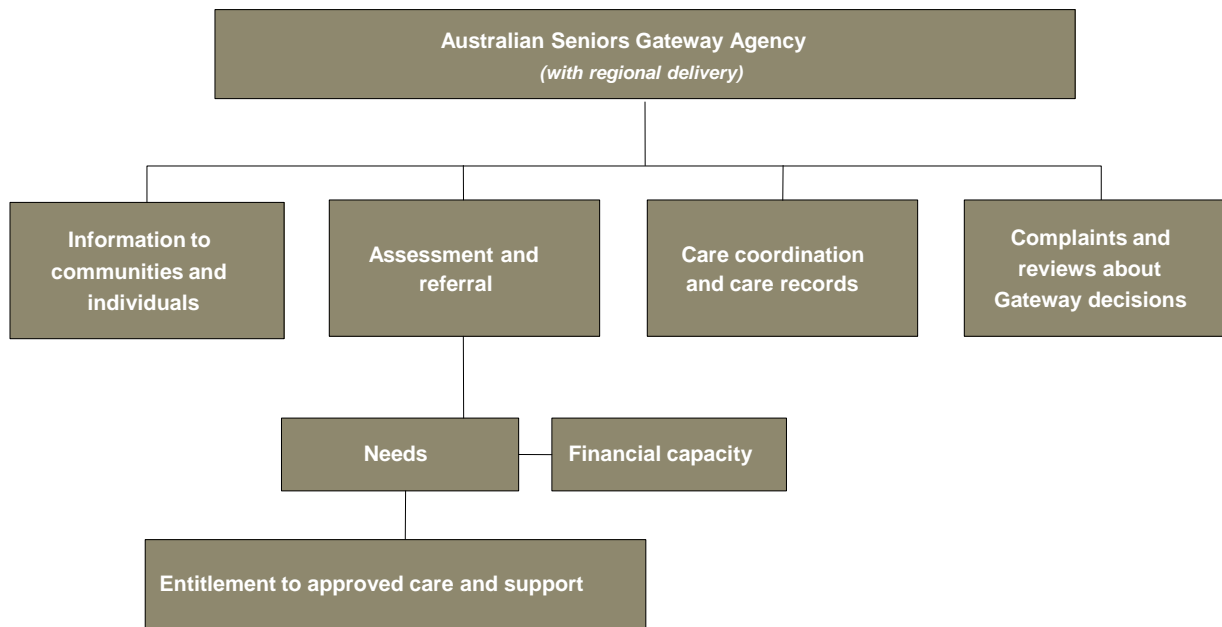 Australian Seniors Gateway Agency
(with regional delivery)
Information to
communities and
individuals
Assessment and
referral
Care coordination
and care records
Complaints and
reviews about
Gateway decisions
Needs
Financial capacity
Entitlement to approved care and support